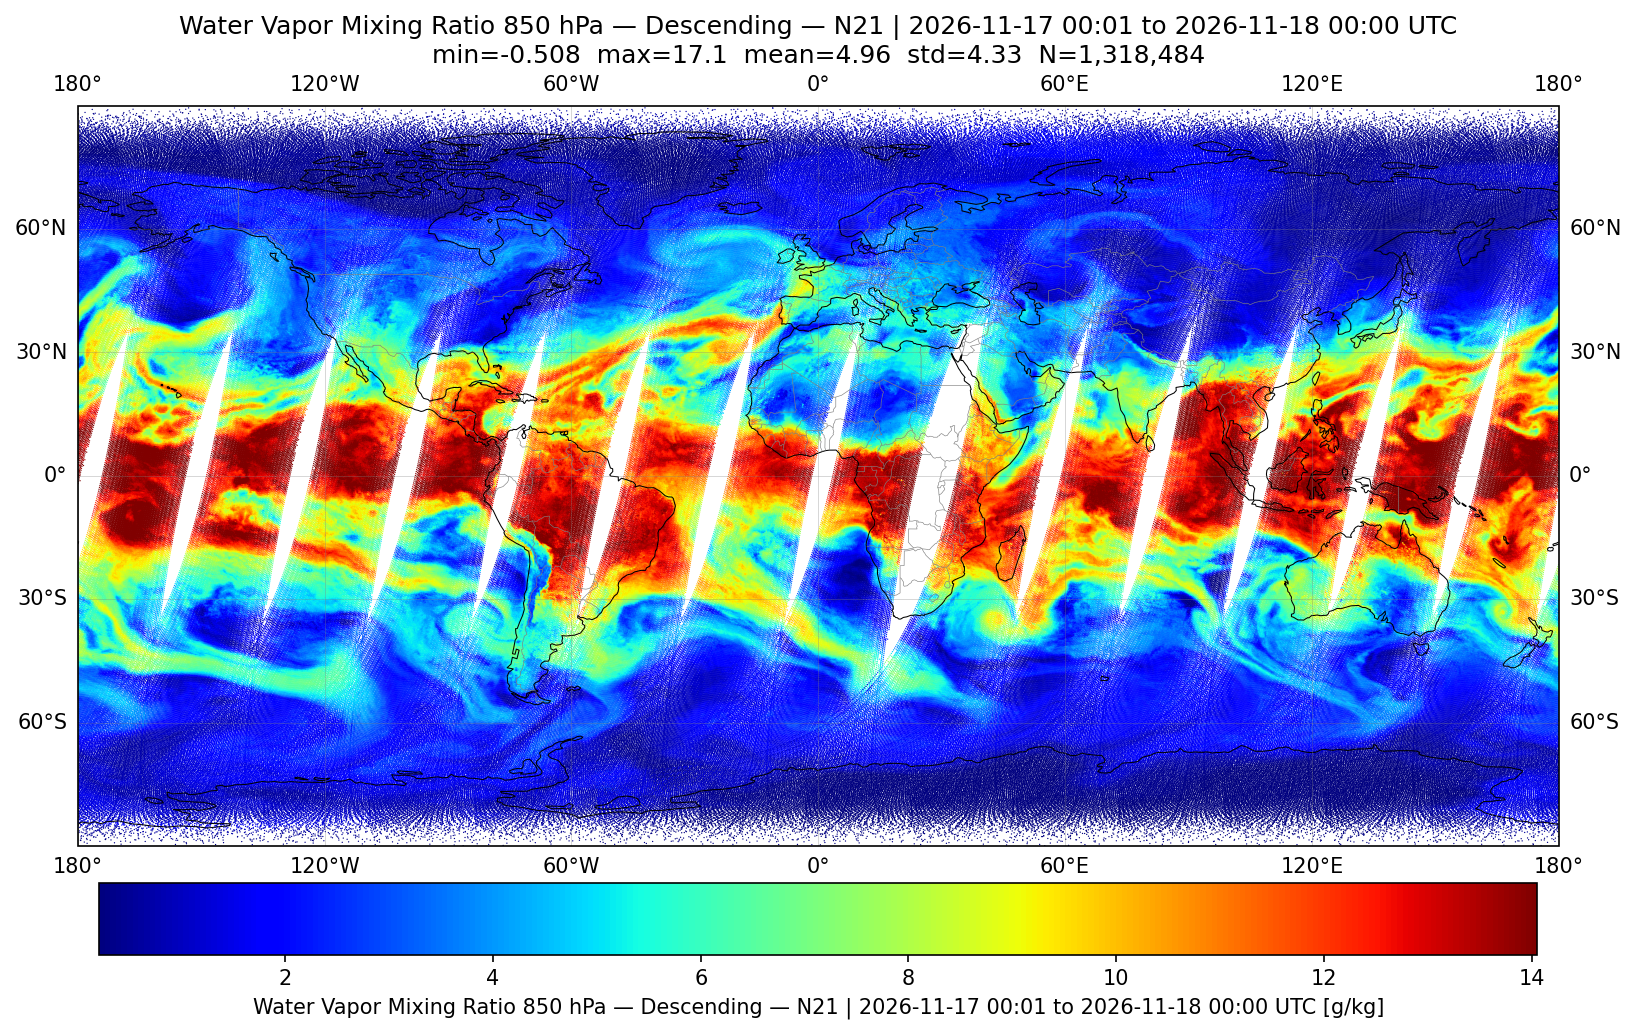 Water Vapor Mixing Ratio 850 hPa — Descending — N21 | 2026-11-17 00:01 to 2026-11-18 00:00 UTC
min=-0.508  max=17.1  mean=4.96  std=4.33  N=1,318,484
180° 120°W 60°W 0° 60°E 120°E 180°
60°N 60°N
30°N 30°N
0° 0°
30°S 30°S
60°S 60°S
180° 120°W 60°W 0° 60°E 120°E 180°
2 4 6 8 10 12 14
Water Vapor Mixing Ratio 850 hPa — Descending — N21 | 2026-11-17 00:01 to 2026-11-18 00:00 UTC [g/kg]